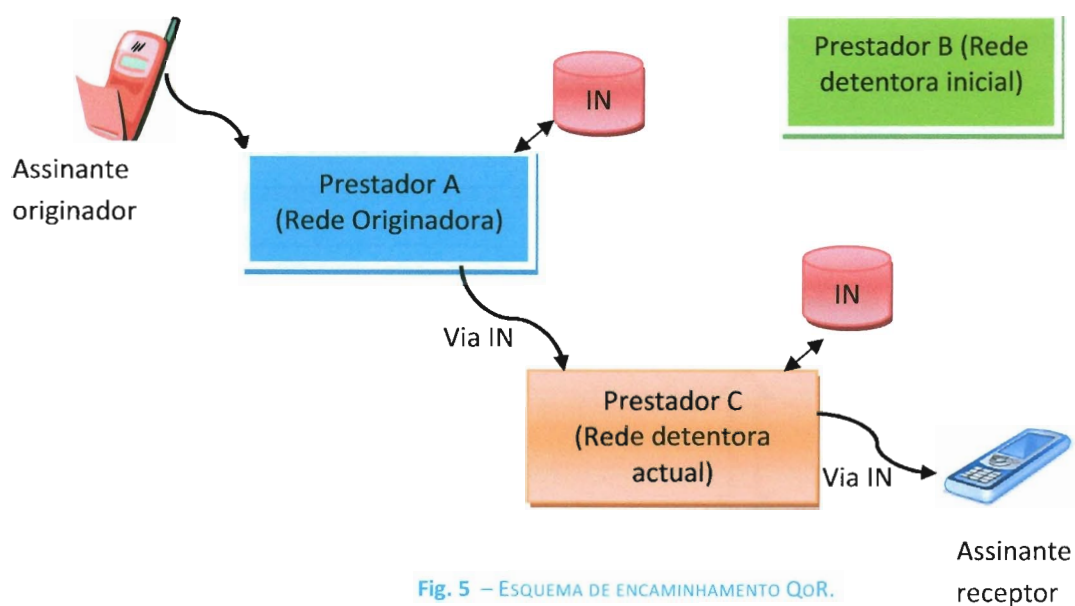 Assinante
originador
IN
Prestador B (Rede
detentora inicial)
Prestador A
(Rede Originadora)
IN
Via IN
Prestador C
(Rede detentora
actual)
Via IN
Assinante
receptor
Fig. 5 – ESQUEMA DE ENCAMINHAMENTO QOR.